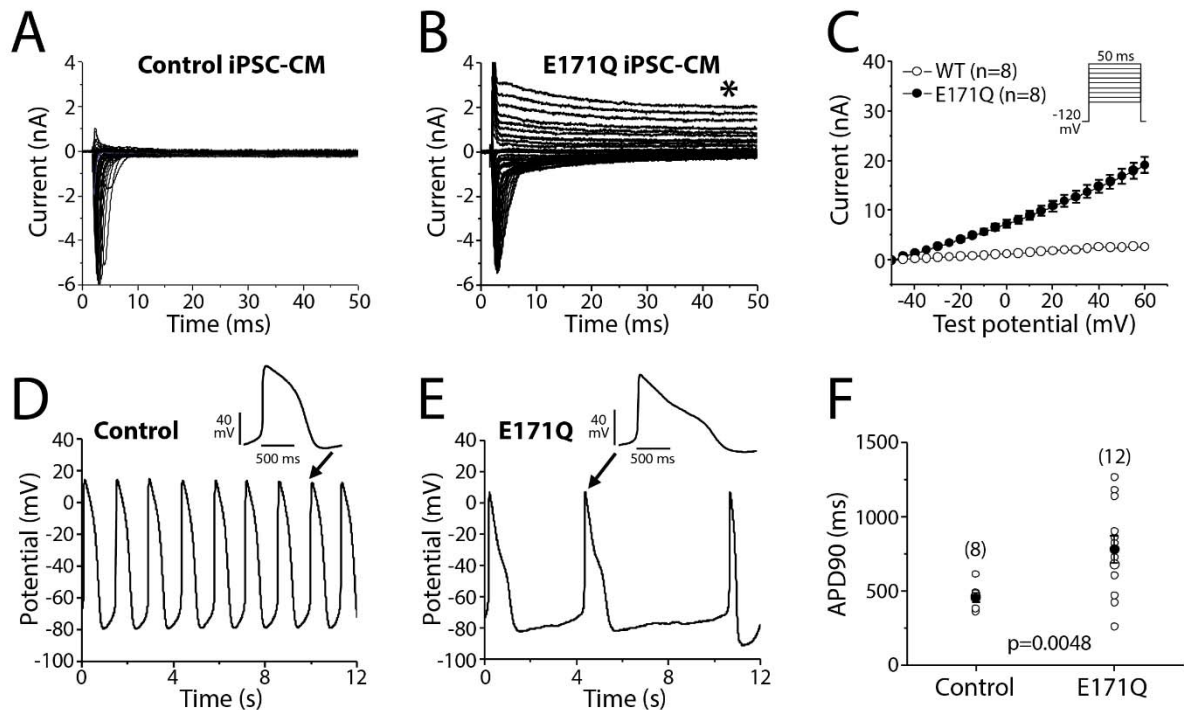 A
Control iPSC-CM
Current (nA)
4
2
0
-2
-4
-6
0 10 20 30 40 50
Time (ms)
B
E171Q iPSC-CM
*
Current (nA)
4
2
0
-2
-4
-6
0 10 20 30 40 50
Time (ms)
C
WT (n=8)
E171Q (n=8)
50 ms
-120
mV
Current (nA)
40
30
20
10
0
-40 -20 0 20 40 60
Test potential (mV)
D
Control
40
mV
500 ms
Potential (mV)
40
20
0
-20
-40
-60
-80
-100
0 2 4 6 8 10 12
Time (s)
E
E171Q
40
mV
500 ms
Potential (mV)
40
20
0
-20
-40
-60
-80
-100
0 2 4 6 8 10 12
Time (s)
F
APD90 (ms)
1500
1000
500
0
(8)
(12)
p=0.0048
Control E171Q